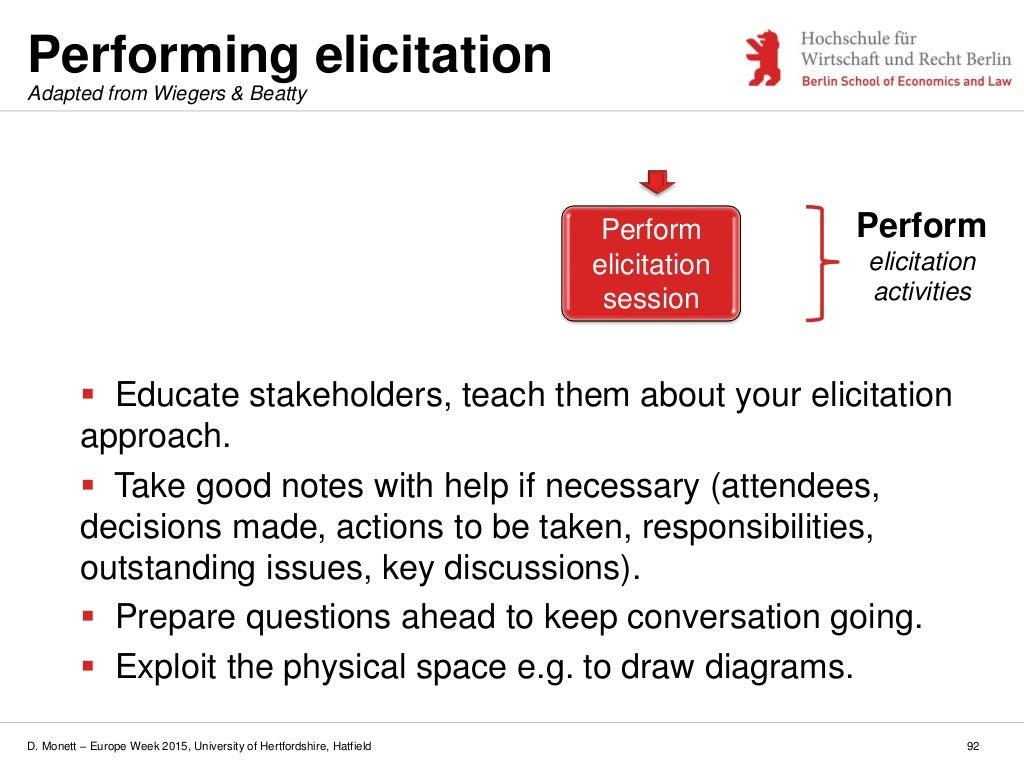 Performing elicitation
Adapted from Wiegers & Beatty
Hochschule für
Wirtschaft und Recht Berlin
Berlin School of Economics and Law
Perform
elicitation
session
Perform
elicitation
activities
▪ Educate stakeholders, teach them about your elicitation
approach.
▪ Take good notes with help if necessary (attendees,
decisions made, actions to be taken, responsibilities,
outstanding issues, key discussions).
▪ Prepare questions ahead to keep conversation going.
▪ Exploit the physical space e.g. to draw diagrams.
D. Monett – Europe Week 2015, University of Hertfordshire, Hatfield
92